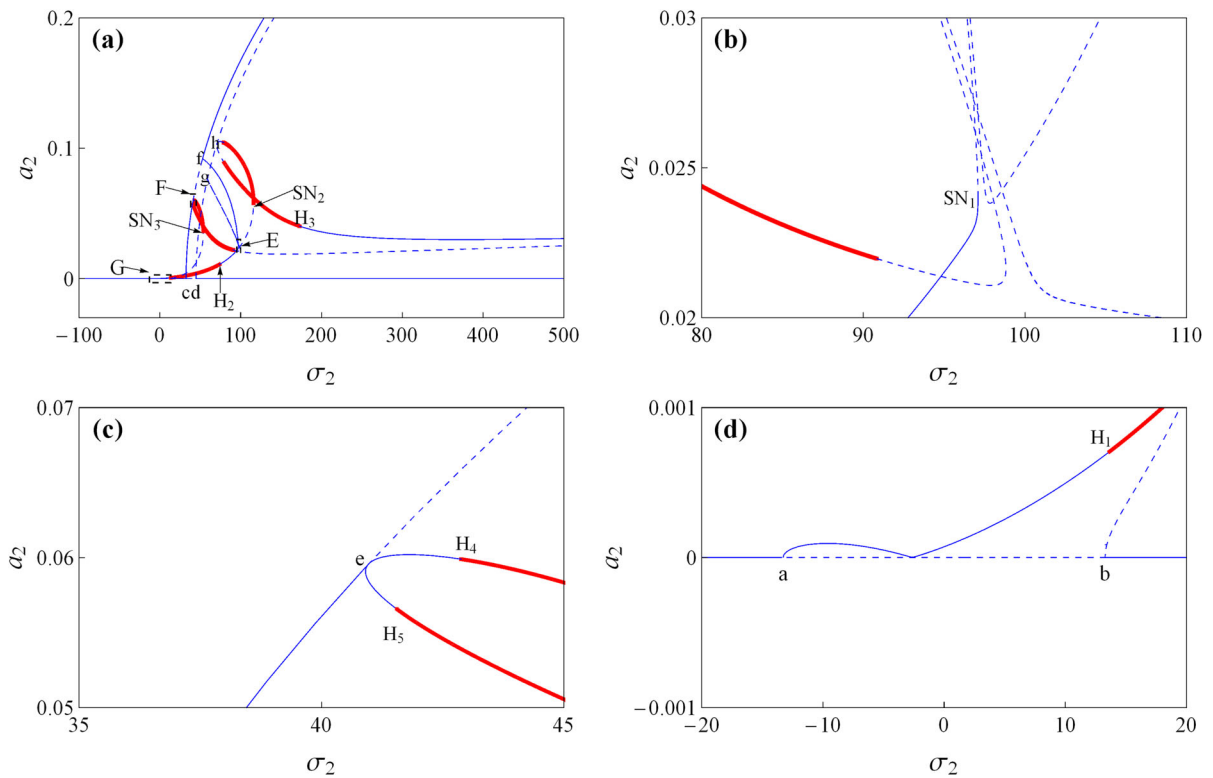 (a)
0.2
0.1
0
a₂
f
h
g
F
SN₃
SN₂
H₃
E
G
cd
H₂
−100
0
100
200
300
400
500
σ₂
(b)
0.03
0.025
0.02
a₂
SN₁
80
90
100
110
σ₂
(c)
0.07
0.06
0.05
a₂
e
H₄
H₅
35
40
45
σ₂
(d)
0.001
0
−0.001
a₂
H₁
a
b
−20
−10
0
10
20
σ₂